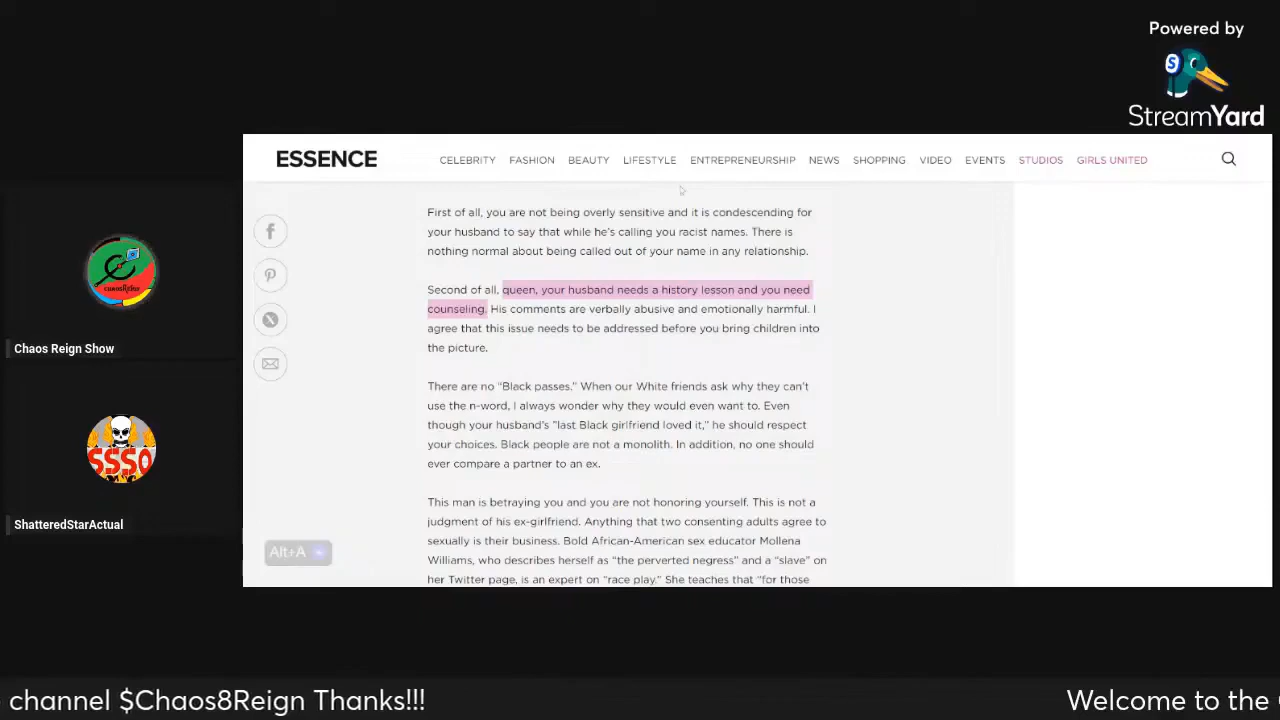 Powered by
StreamYard
ESSENCE
CELEBRITY FASHION BEAUTY LIFESTYLE ENTREPRENEURSHIP NEWS SHOPPING VIDEO EVENTS STUDIOS GIRLS UNITED
First of all, you are not being overly sensitive and it is condescending for
your husband to say that while he's calling you racist names. There is
nothing normal about being called out of your name in any relationship.
Second of all, queen, your husband needs a history lesson and you need
counseling. His comments are verbally abusive and emotionally harmful. I
agree that this issue needs to be addressed before you bring children into
the picture.
There are no “Black passes.” When our White friends ask why they can't
use the n-word, I always wonder why they would even want to. Even
though your husband's “last Black girlfriend loved it,” he should respect
your choices. Black people are not a monolith. In addition, no one should
ever compare a partner to an ex.
This man is betraying you and you are not honoring yourself. This is not a
judgment of his ex-girlfriend. Anything that two consenting adults agree to
sexually is their business. Bold African-American sex educator Mollena
Williams, who describes herself as “the perverted negress” and a “slave” on
her Twitter page, is an expert on “race play.” She teaches that “for those
Alt+A
Chaos Reign Show
SSSO
ShatteredStarActual
channel $Chaos8Reign Thanks!!!
Welcome to the